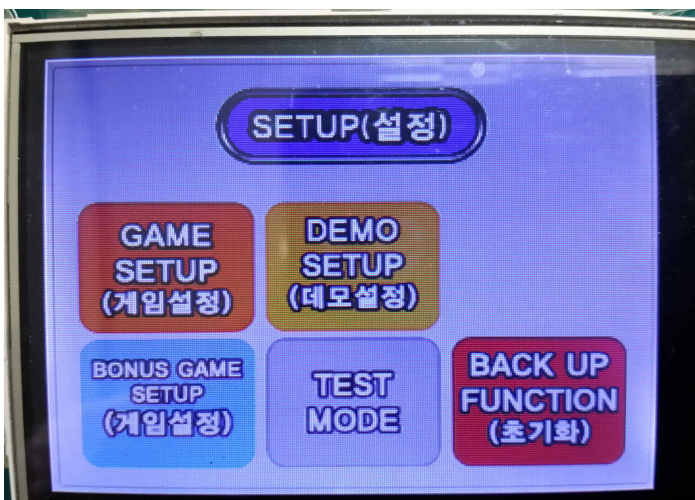 SETUP(설정)
GAME
SETUP
(게임설정)
DEMO
SETUP
(데모설정)
BONUS GAME
SETUP
(게임설정)
TEST
MODE
BACK UP
FUNCTION
(초기화)